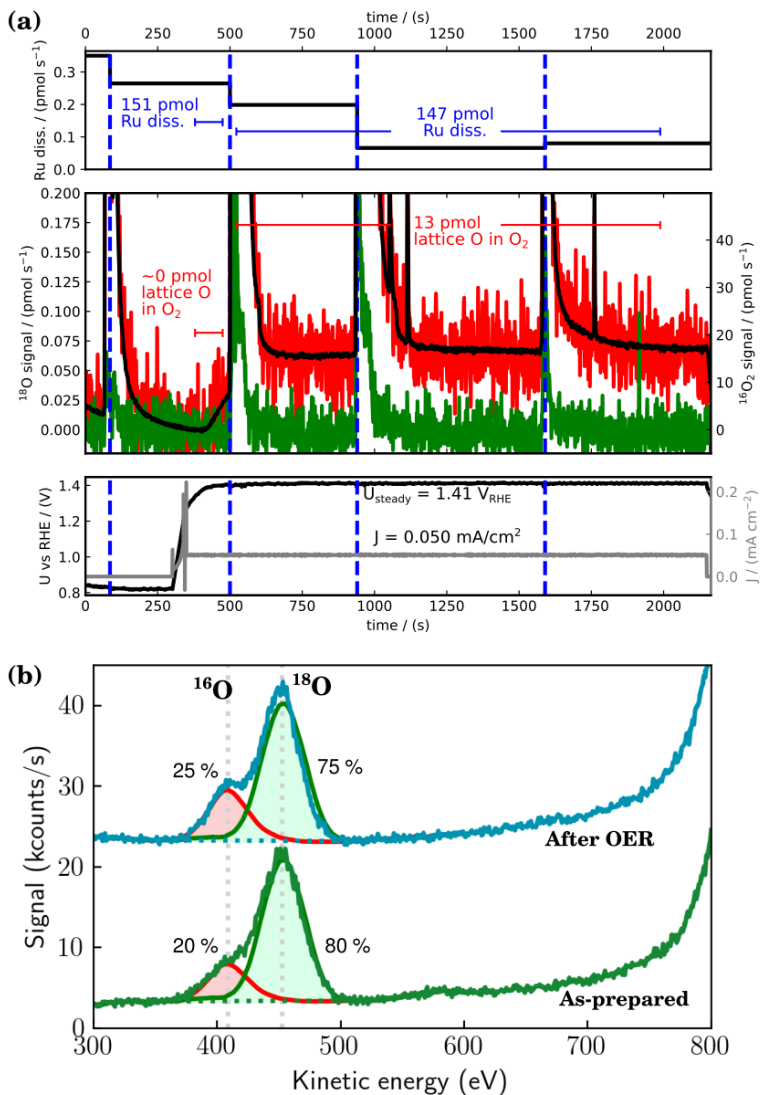 (a)
time / (s)
0 250 500 750 1000 1250 1500 1750 2000
Ru diss. / (pmol s⁻¹)
0.3
0.2
0.1
0.0
151 pmol
Ru diss.
147 pmol
Ru diss.
¹⁸O signal / (pmol s⁻¹)
0.200
0.175
0.150
0.125
0.100
0.075
0.050
0.025
0.000
~0 pmol
lattice O
in O₂
13 pmol
lattice O in O₂
40
30
20
10
0
¹⁶O₂ signal / (pmol s⁻¹)
U vs RHE / (V)
1.4
1.2
1.0
0.8
U_steady = 1.41 V_RHE
J = 0.050 mA/cm²
0.2
0.1
0.0
J / (mA cm⁻²)
0 250 500 750 1000 1250 1500 1750 2000
time / (s)
(b)
¹⁶O ¹⁸O
Signal (kcounts/s)
40
30
20
10
0
25 % 75 %
After OER
20 % 80 %
As-prepared
300 400 500 600 700 800
Kinetic energy (eV)